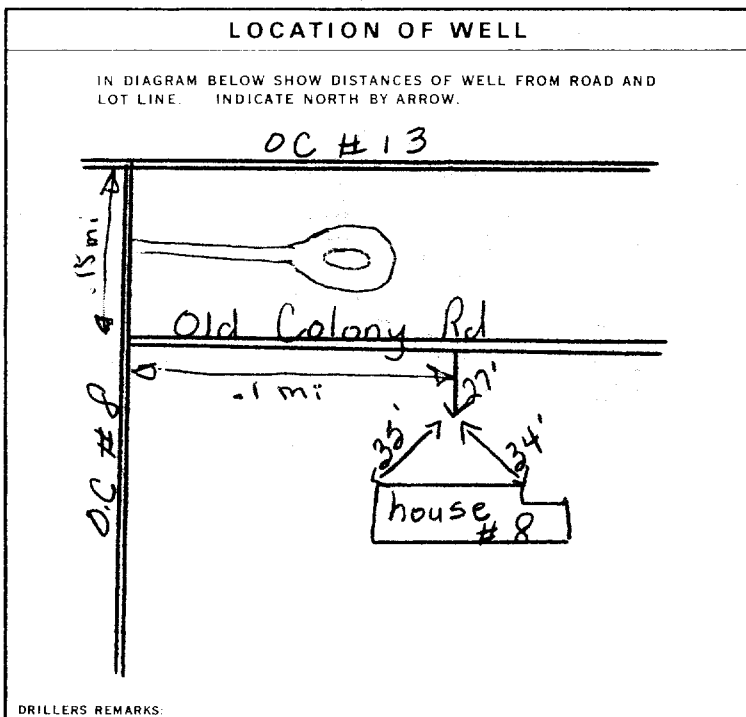 LOCATION OF WELL
IN DIAGRAM BELOW SHOW DISTANCES OF WELL FROM ROAD AND
LOT LINE. INDICATE NORTH BY ARROW.
OC # 13
.15 mi
Old Colony Rd
.1 mi
27'
O.C # 8
35'
34'
house
# 8
DRILLERS REMARKS: